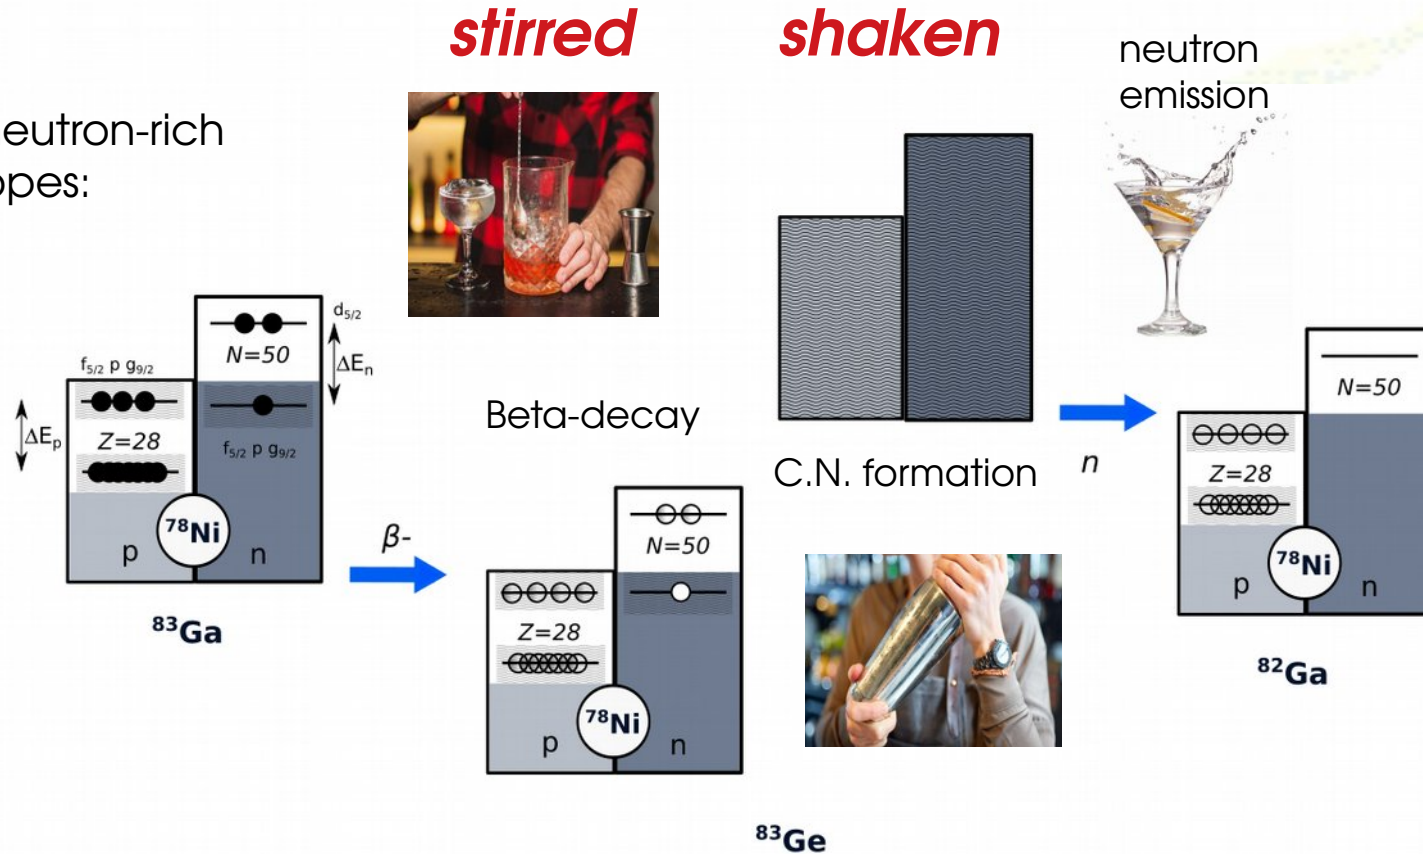 stirred
shaken
neutron
emission
eutron-rich
opes:
d5/2
N=50
ΔEn
f5/2 p g9/2
ΔEp
Z=28
f5/2 p g9/2
78Ni
p
n
83Ga
β-
Beta-decay
N=50
Z=28
78Ni
p
n
83Ge
C.N. formation
n
N=50
Z=28
78Ni
p
n
82Ga